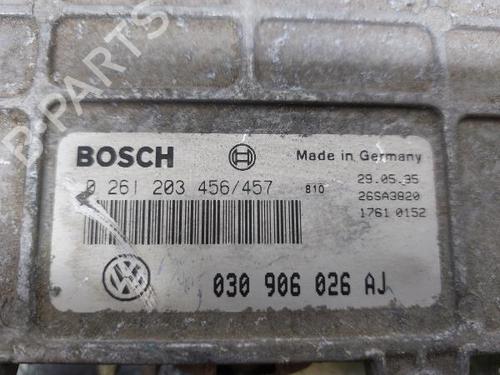 B-PARTS
BOSCH
Made in Germany
0 261 203 456/457 810
29.05.35
26SA3820
1761 0152
030 906 026 AJ